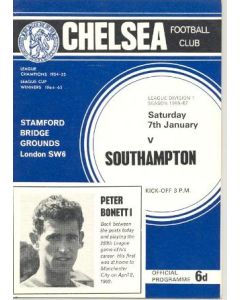 CHELSEA
FOOTBALL
CLUB
LEAGUE
CHAMPIONS 1954-55
LEAGUE CUP
WINNERS 1964-65
LEAGUE DIVISION 1
SEASON 1966-67
STAMFORD
BRIDGE
GROUNDS
London SW6
Saturday
7th January
v
SOUTHAMPTON
KICK-OFF 3 P.M.
PETER
BONETTI
Back between
the posts today
and playing the
game of his
career. His first
was at home to
Manchester
City on April 2,
1960.
OFFICIAL
PROGRAMME
6d